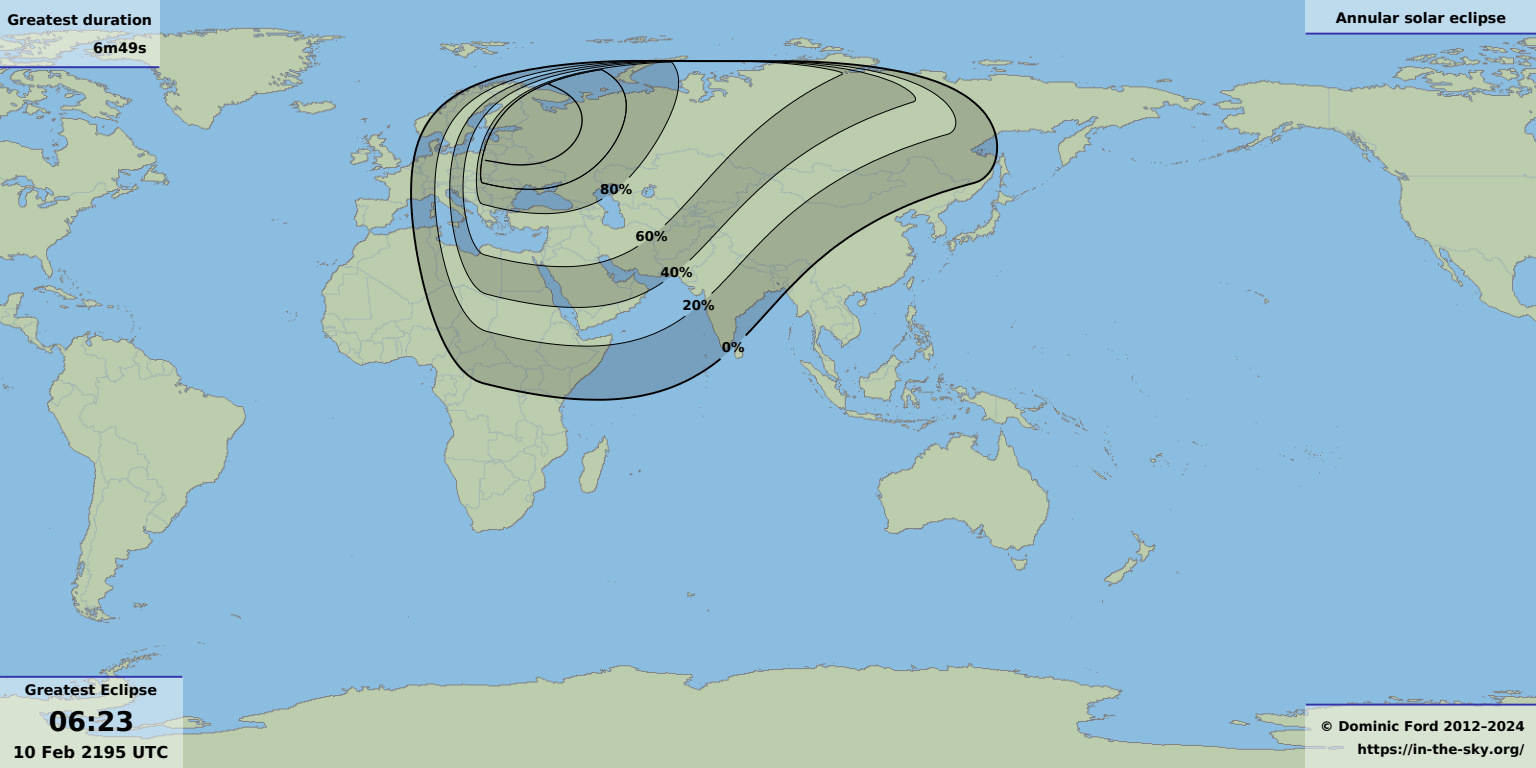 Greatest duration
6m49s
Annular solar eclipse
80%
60%
40%
20%
0%
Greatest Eclipse
06:23
10 Feb 2195 UTC
© Dominic Ford 2012–2024
https://in-the-sky.org/